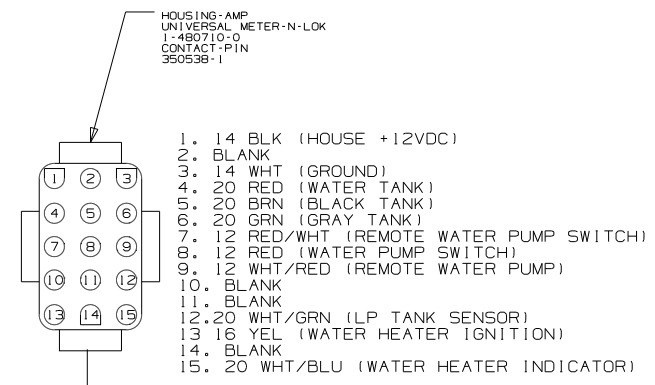 HOUSING-AMP
UNIVERSAL METER-N-LOK
1-480710-0
CONTACT-PIN
350538-1
1. 14 BLK (HOUSE +12VDC)
2. BLANK
3. 14 WHT (GROUND)
4. 20 RED (WATER TANK)
5. 20 BRN (BLACK TANK)
6. 20 GRN (GRAY TANK)
7. 12 RED/WHT (REMOTE WATER PUMP SWITCH)
8. 12 RED (WATER PUMP SWITCH)
9. 12 WHT/RED (REMOTE WATER PUMP)
10. BLANK
11. BLANK
12.20 WHT/GRN (LP TANK SENSOR)
13 16 YEL (WATER HEATER IGNITION)
14. BLANK
15. 20 WHT/BLU (WATER HEATER INDICATOR)
1 2 3
4 5 6
7 8 9
10 11 12
13 14 15